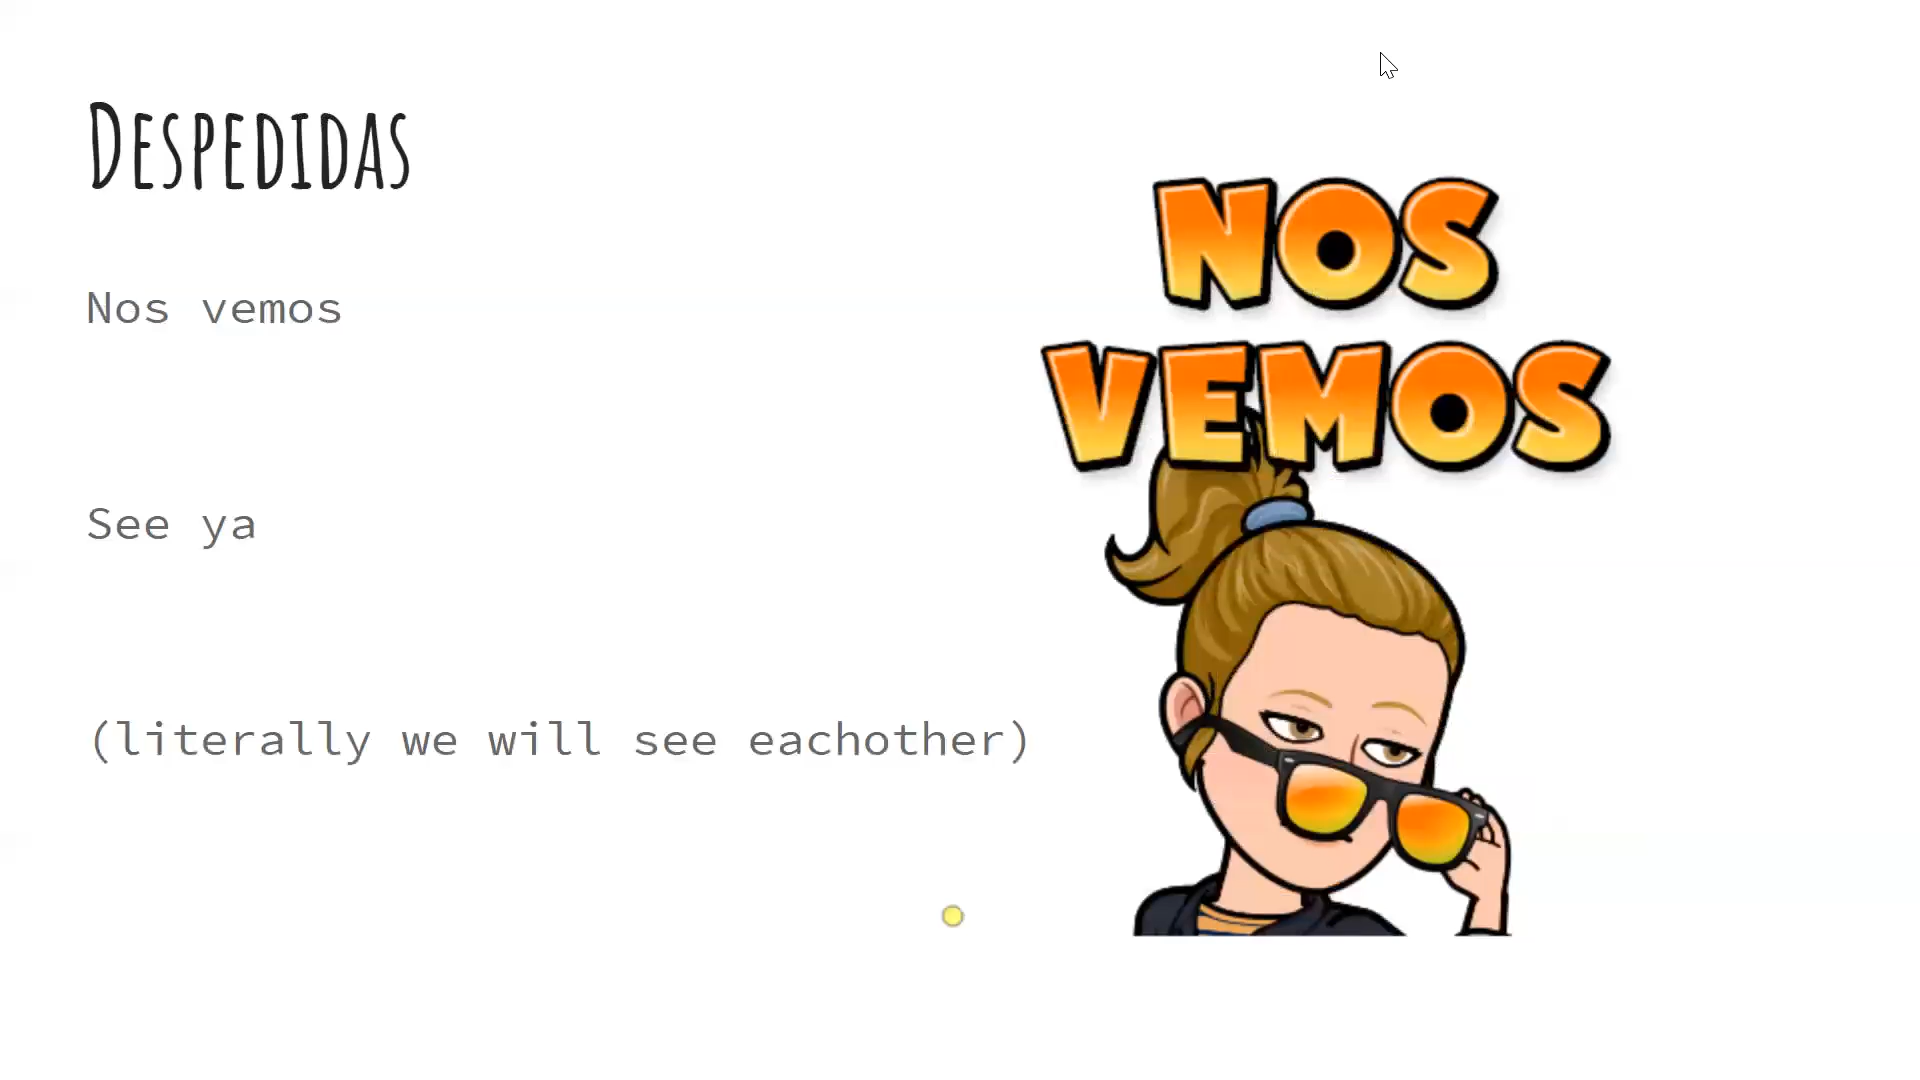 Despedidas
Nos vemos
See ya
(literally we will see eachother)
NOS
VEMOS